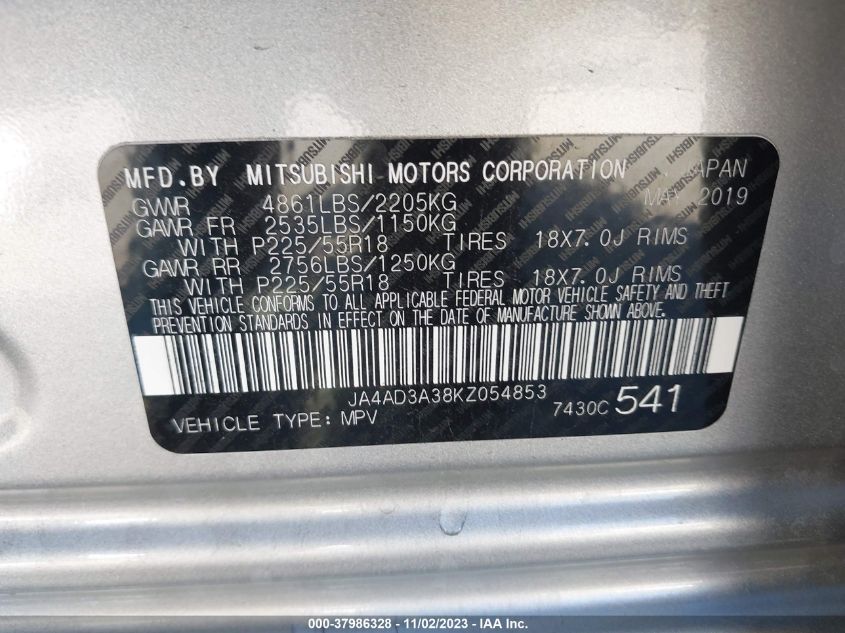 MFD.BY MITSUBISHI MOTORS CORPORATION JAPAN
GVWR 4861LBS/2205KG MAY 2019
GAWR FR 2535LBS/1150KG
WITH P225/55R18 TIRES 18X7.0J RIMS
GAWR RR 2756LBS/1250KG
WITH P225/55R18 TIRES 18X7.0J RIMS
THIS VEHICLE CONFORMS TO ALL APPLICABLE FEDERAL MOTOR VEHICLE SAFETY AND THEFT
PREVENTION STANDARDS IN EFFECT ON THE DATE OF MANUFACTURE SHOWN ABOVE.
JA4AD3A38KZ054853
VEHICLE TYPE: MPV 7430C 541
000-37986328 - 11/02/2023 - © IAA Inc.